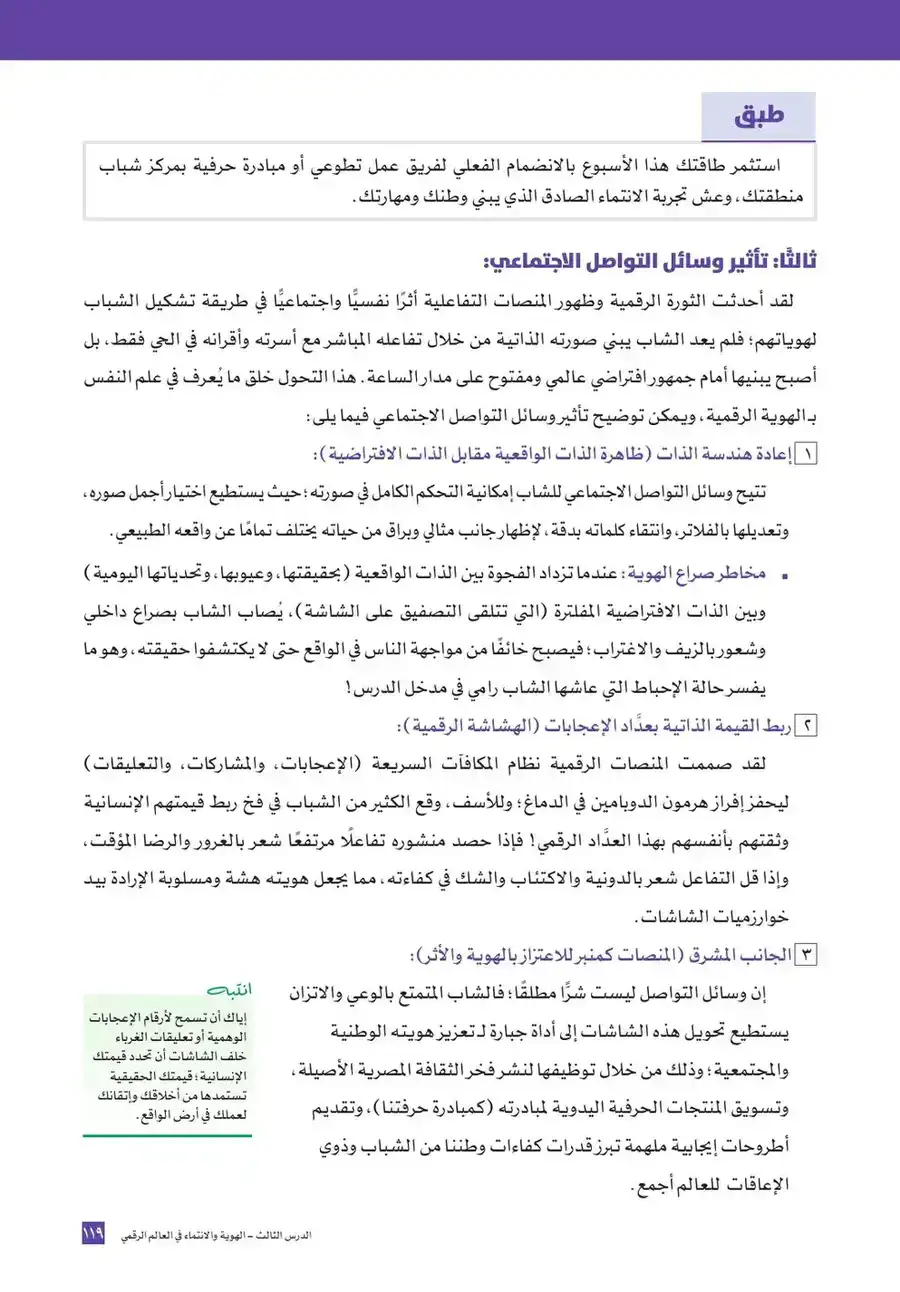 طبق
استثمر طاقتك هذا الأسبوع بالانضمام الفعلي لفريق عمل تطوعي أو مبادرة حرفية بمركز شباب
منطقتك، وعش تجربة الانتماء الصادق الذي يبني وطنك ومهارتك.
ثالثًا: تأثير وسائل التواصل الاجتماعي:
لقد أحدثت الثورة الرقمية وظهور المنصات التفاعلية أثرًا نفسيًّا واجتماعيًّا في طريقة تشكيل الشباب
لهوياتهم؛ فلم يعد الشاب يبني صورته الذاتية من خلال تفاعله المباشر مع أسرته وأقرانه في الحي فقط، بل
أصبح يبنيها أمام جمهور افتراضي عالمي ومفتوح على مدار الساعة. هذا التحول خلق ما يُعرف في علم النفس
بـ الهوية الرقمية، ويمكن توضيح تأثير وسائل التواصل الاجتماعي فيما يلى:
١ إعادة هندسة الذات (ظاهرة الذات الواقعية مقابل الذات الافتراضية):
تتيح وسائل التواصل الاجتماعي للشاب إمكانية التحكم الكامل في صورته؛ حيث يستطيع اختيار أجمل صوره،
وتعديلها بالفلاتر، وانتقاء كلماته بدقة، لإظهار جانب مثالي وبراق من حياته يختلف تمامًا عن واقعه الطبيعي.
▪ مخاطر صراع الهوية: عندما تزداد الفجوة بين الذات الواقعية (بحقيقتها، وعيوبها، وتحدياتها اليومية)
وبين الذات الافتراضية المفلترة (التي تتلقى التصفيق على الشاشة)، يُصاب الشاب بصراع داخلي
وشعور بالزيف والاغتراب؛ فيصبح خائفًا من مواجهة الناس في الواقع حتى لا يكتشفوا حقيقته، وهو ما
يفسر حالة الإحباط التي عاشها الشاب رامي في مدخل الدرس!
٢ ربط القيمة الذاتية بعدَّاد الإعجابات (الهشاشة الرقمية):
لقد صممت المنصات الرقمية نظام المكافآت السريعة (الإعجابات، والمشاركات، والتعليقات)
ليحفز إفراز هرمون الدوبامين في الدماغ؛ وللأسف، وقع الكثير من الشباب في فخ ربط قيمتهم الإنسانية
وثقتهم بأنفسهم بهذا العدَّاد الرقمي! فإذا حصد منشوره تفاعلًا مرتفعًا شعر بالغرور والرضا المؤقت،
وإذا قل التفاعل شعر بالدونية والاكتئاب والشك في كفاءته، مما يجعل هويته هشة ومسلوبة الإرادة بيد
خوارزميات الشاشات.
٣ الجانب المشرق (المنصات كمنبر للاعتزاز بالهوية والأثر):
إن وسائل التواصل ليست شرًّا مطلقًا؛ فالشاب المتمتع بالوعي والاتزان
يستطيع تحويل هذه الشاشات إلى أداة جبارة لـ تعزيز هويته الوطنية
والمجتمعية؛ وذلك من خلال توظيفها لنشر فخر الثقافة المصرية الأصيلة،
وتسويق المنتجات الحرفية اليدوية لمبادرته (كمبادرة حرفتنا)، وتقديم
أطروحات إيجابية ملهمة تبرز قدرات كفاءات وطننا من الشباب وذوي
الإعاقات للعالم أجمع.
انتبه
إياك أن تسمح لأرقام الإعجابات
الوهمية أو تعليقات الغرباء
خلف الشاشات أن تحدد قيمتك
الإنسانية؛ قيمتك الحقيقية
تستمدها من أخلاقك وإتقانك
لعملك في أرض الواقع.
الدرس الثالث - الهوية والانتماء في العالم الرقمي ١١٩